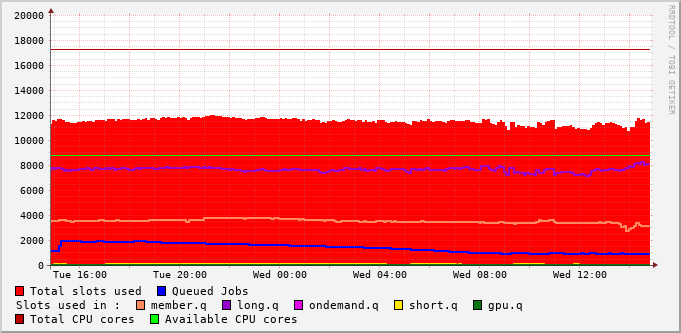 RRDTOOL / TOBI OETIKER
20000
18000
16000
14000
12000
10000
8000
6000
4000
2000
0
Tue 16:00 Tue 20:00 Wed 00:00 Wed 04:00 Wed 08:00 Wed 12:00
Total slots used Queued Jobs
Slots used in : member.q long.q ondemand.q short.q gpu.q
Total CPU cores Available CPU cores